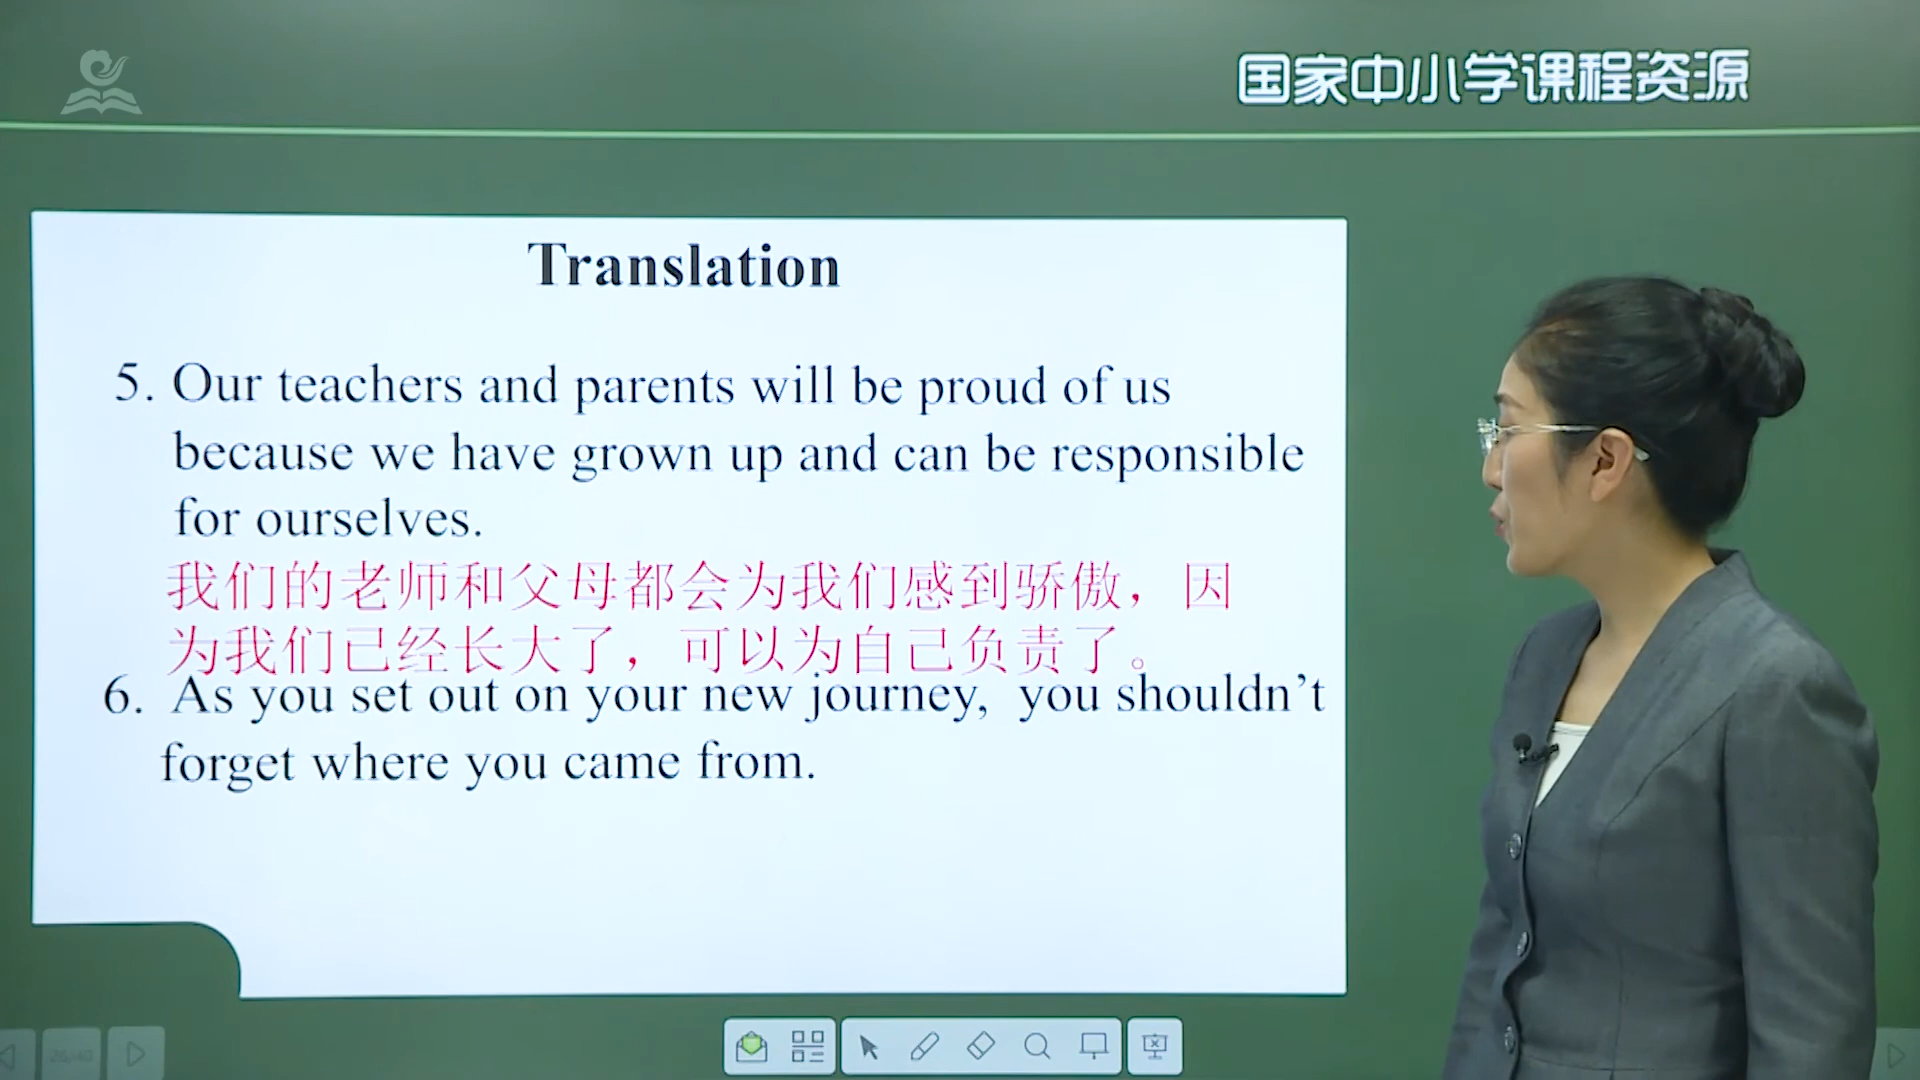 国家中小学课程资源
Translation
5. Our teachers and parents will be proud of us
because we have grown up and can be responsible
for ourselves.
我们的老师和父母都会为我们感到骄傲，因
为我们已经长大了，可以为自己负责了。
6. As you set out on your new journey, you shouldn't
forget where you came from.
26/40